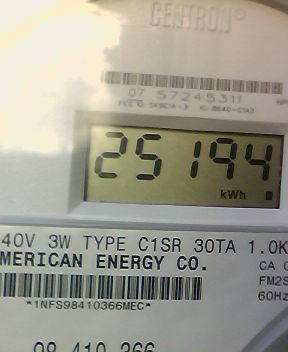 CENTRON®
07 57245311
25194
kWh
40V 3W TYPE C1SR 30TA 1.0K
MERICAN ENERGY CO.
CA
FM2S
60Hz
*1NFS98410366MEC*
98 410 366